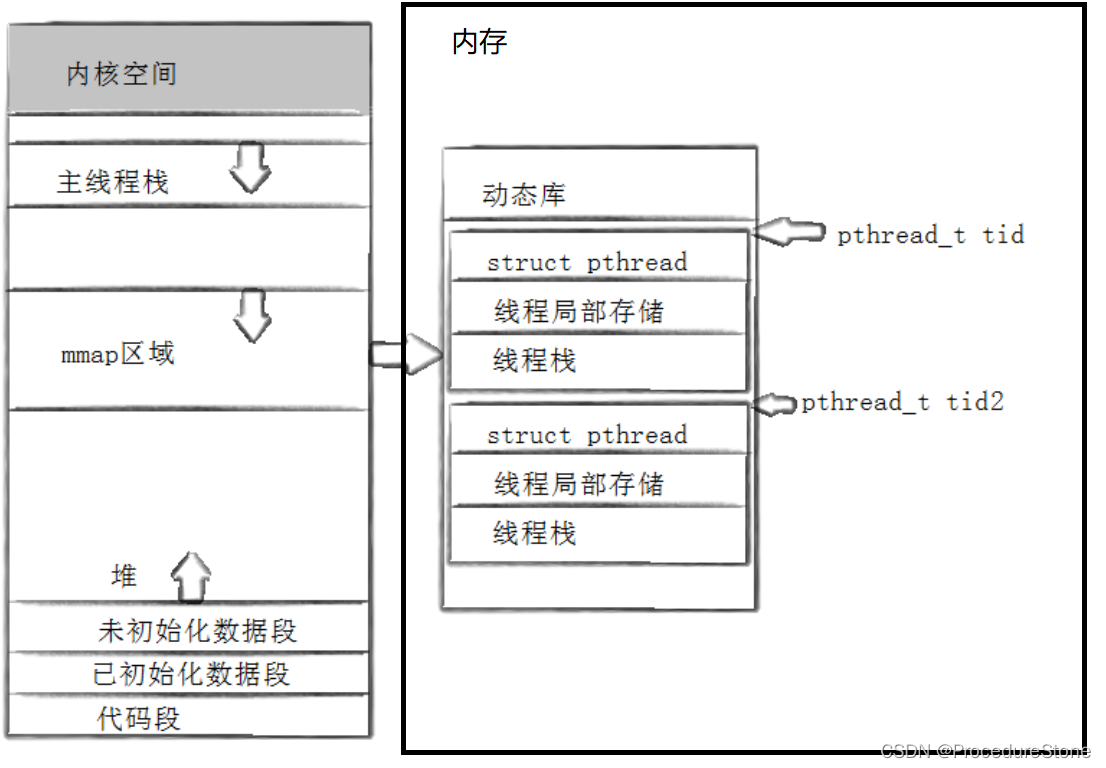 内核空间
主线程栈
mmap区域
堆
未初始化数据段
已初始化数据段
代码段
内存
动态库
pthread_t tid
struct pthread
线程局部存储
线程栈
pthread_t tid2
struct pthread
线程局部存储
线程栈
CSDN @ProcedureStone